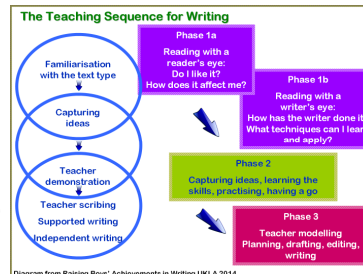 The Teaching Sequence for Writing
Familiarisation
with the text type
Capturing
ideas
Teacher
demonstration
Teacher scribing
Supported writing
Independent writing
Phase 1a
Reading with a
reader's eye:
Do I like it?
How does it affect me?
Phase 1b
Reading with a
writer's eye:
How has the writer done it
What techniques can I lear
and apply?
Phase 2
Capturing ideas, learning the
skills, practising, having a go
Phase 3
Teacher modelling
Planning, drafting, editing,
writing
Diagram from Raising Boys' Achievements in Writing UKLA 2014